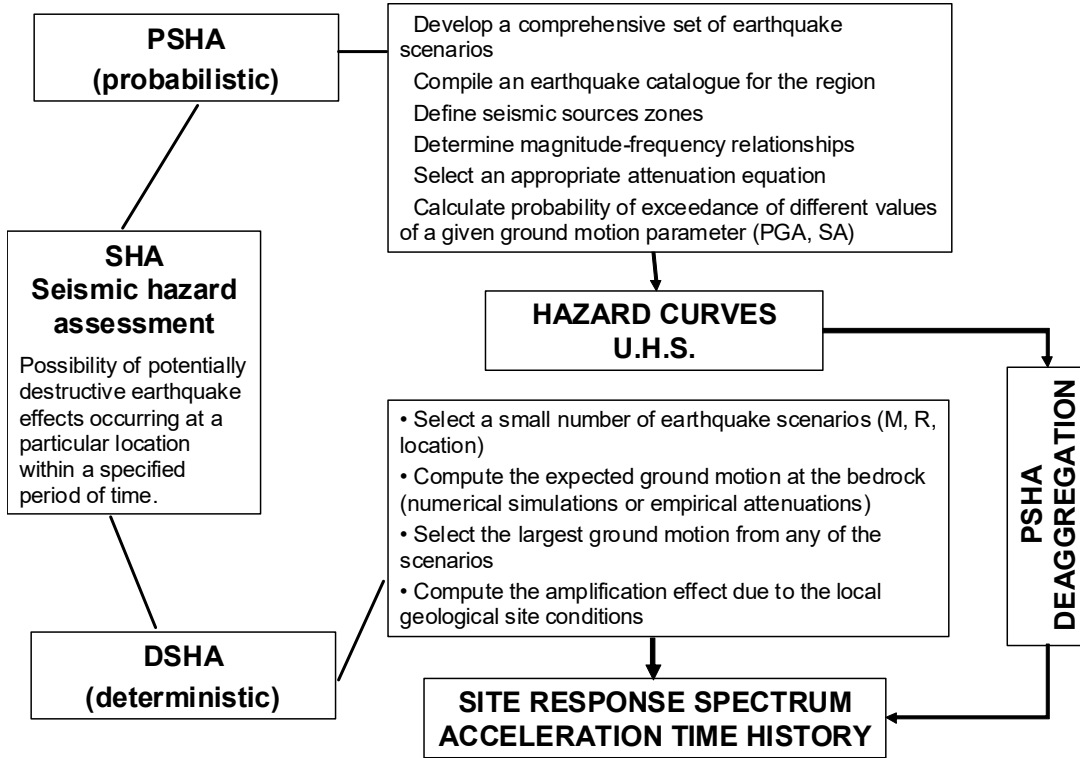 PSHA
(probabilistic)
Develop a comprehensive set of earthquake
scenarios
Compile an earthquake catalogue for the region
Define seismic sources zones
Determine magnitude-frequency relationships
Select an appropriate attenuation equation
Calculate probability of exceedance of different values
of a given ground motion parameter (PGA, SA)
SHA
Seismic hazard
assessment
Possibility of potentially
destructive earthquake
effects occurring at a
particular location
within a specified
period of time.
HAZARD CURVES
U.H.S.
PSHA
DEAGGREGATION
• Select a small number of earthquake scenarios (M, R,
location)
• Compute the expected ground motion at the bedrock
(numerical simulations or empirical attenuations)
• Select the largest ground motion from any of the
scenarios
• Compute the amplification effect due to the local
geological site conditions
DSHA
(deterministic)
SITE RESPONSE SPECTRUM
ACCELERATION TIME HISTORY